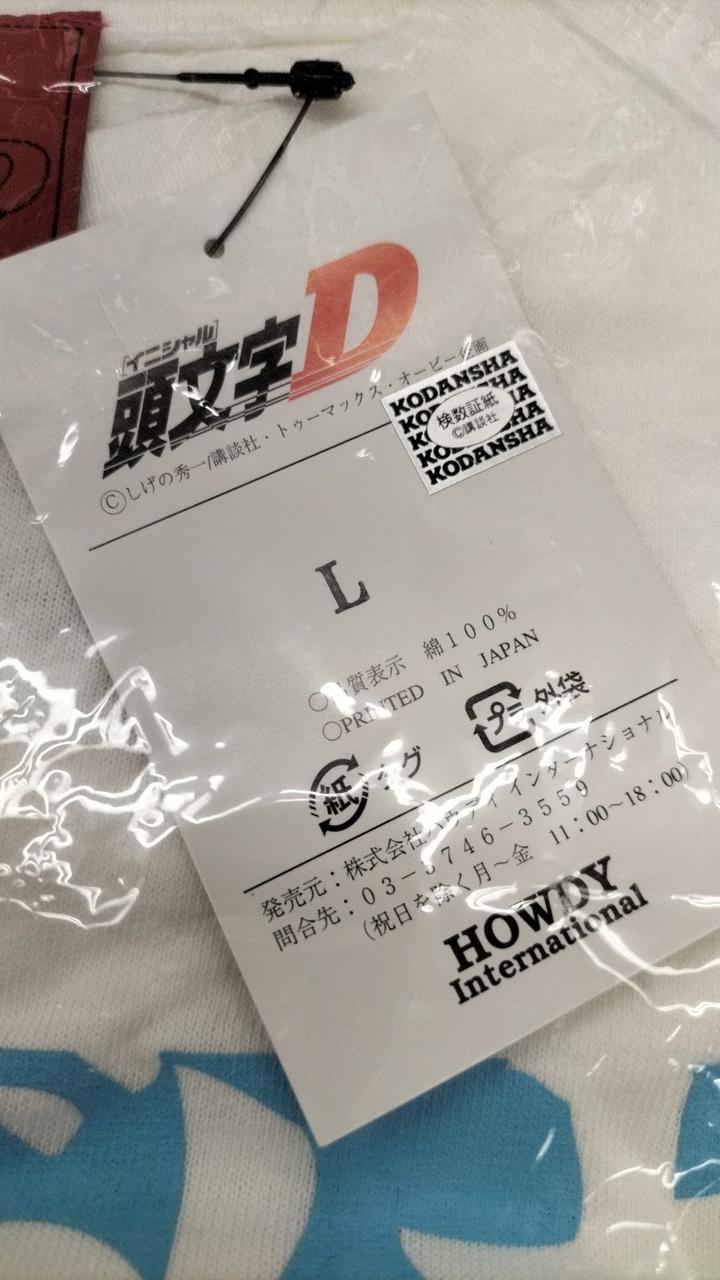 [イニシャル]
頭文字D
Ⓒしげの秀一/講談社・トゥーマックス・オービー企画
KODANSHA
検数証紙
Ⓒ講談社
KODANSHA
L
○品質表示 綿100%
○PRINTED IN JAPAN
紙 タグ
プラ 外袋
発売元：株式会社ハウディインターナショナル
問合先：03-5746-3559
(祝日を除く月～金 11:00～18:00)
HOWDY
International